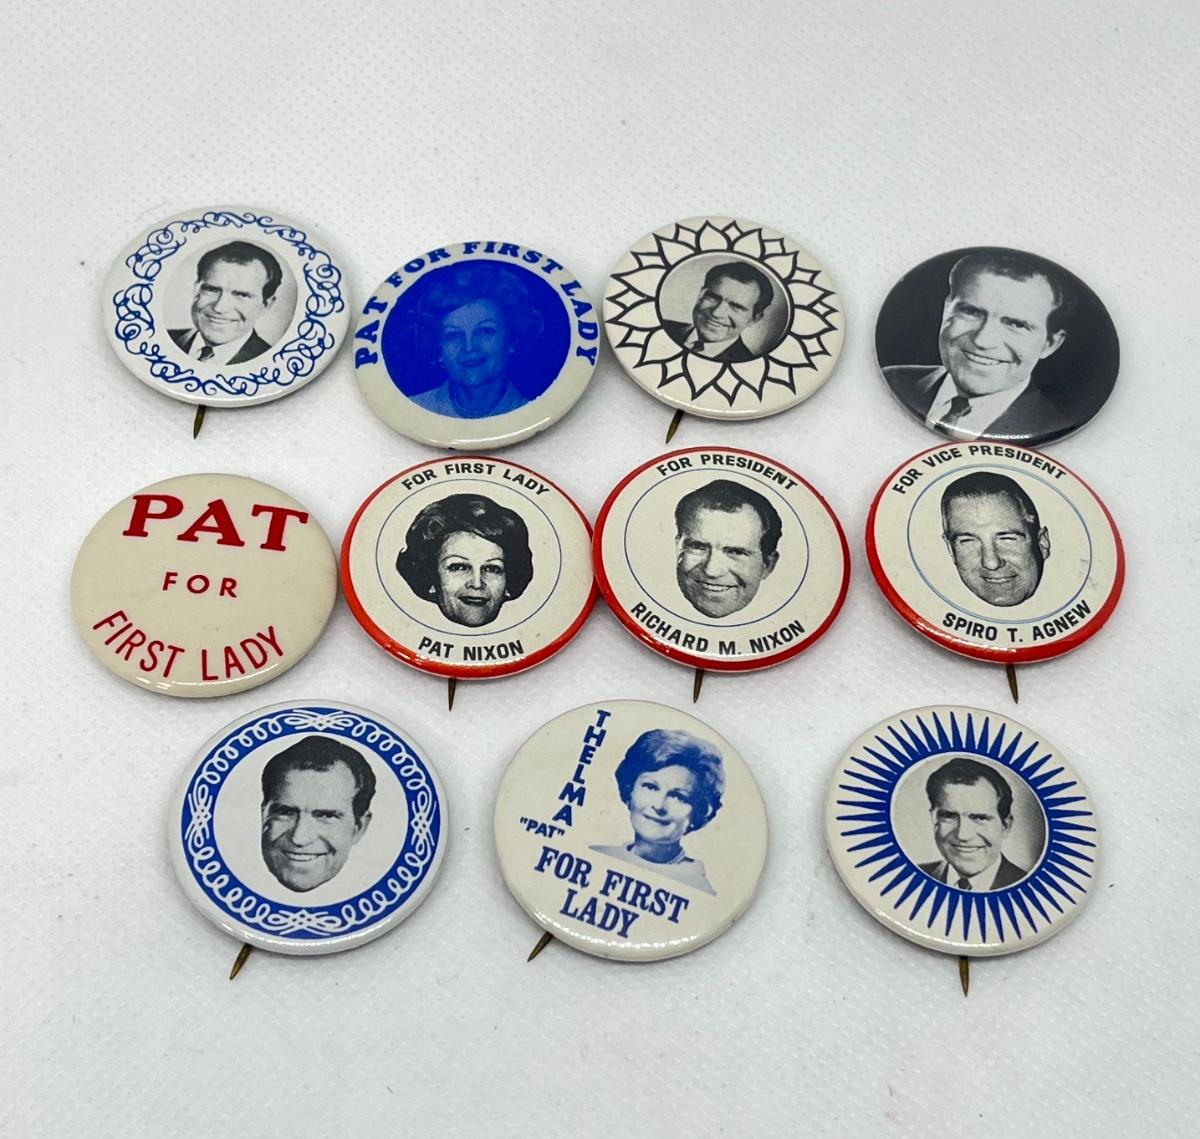 PAT FOR FIRST LADY
PAT
FOR
FIRST LADY
FOR FIRST LADY
PAT NIXON
FOR PRESIDENT
RICHARD M. NIXON
FOR VICE PRESIDENT
SPIRO T. AGNEW
THELMA
"PAT"
FOR FIRST
LADY